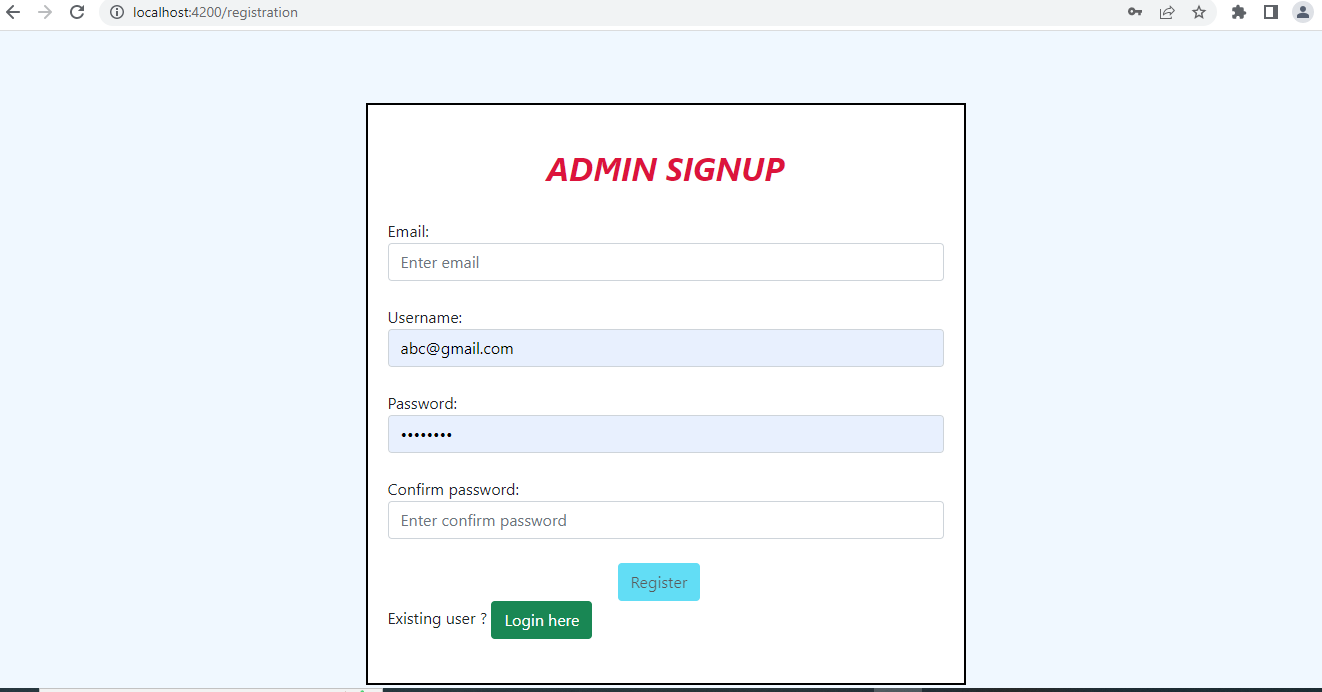 localhost:4200/registration
ADMIN SIGNUP
Email:
Enter email
Username:
abc@gmail.com
Password:
••••••••
Confirm password:
Enter confirm password
Register
Existing user ? Login here